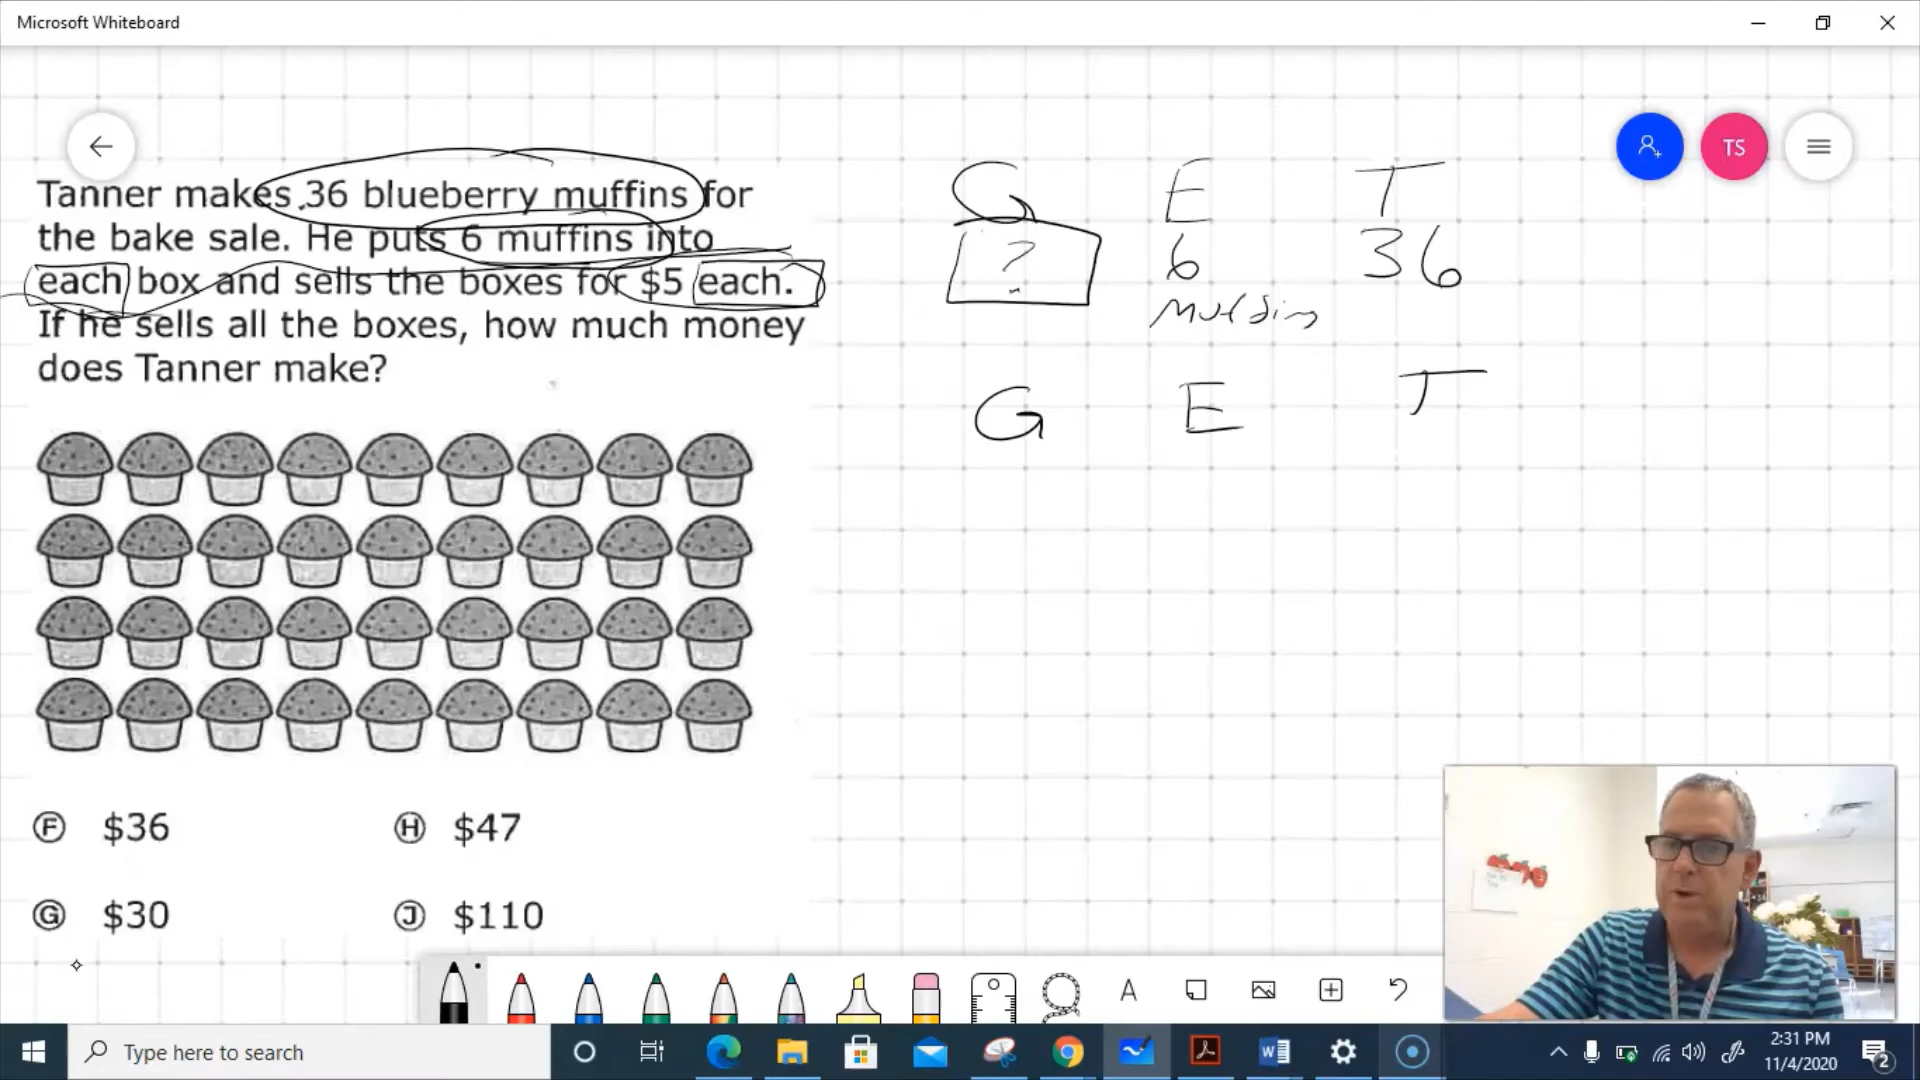 Microsoft Whiteboard
Tanner makes 36 blueberry muffins for
the bake sale. He puts 6 muffins into
each box and sells the boxes for $5 each.
If he sells all the boxes, how much money
does Tanner make?
F $36
H $47
G $30
J $110
G E T
? 6 36
G E T
TS
A
Type here to search
2:31 PM
11/4/2020
2